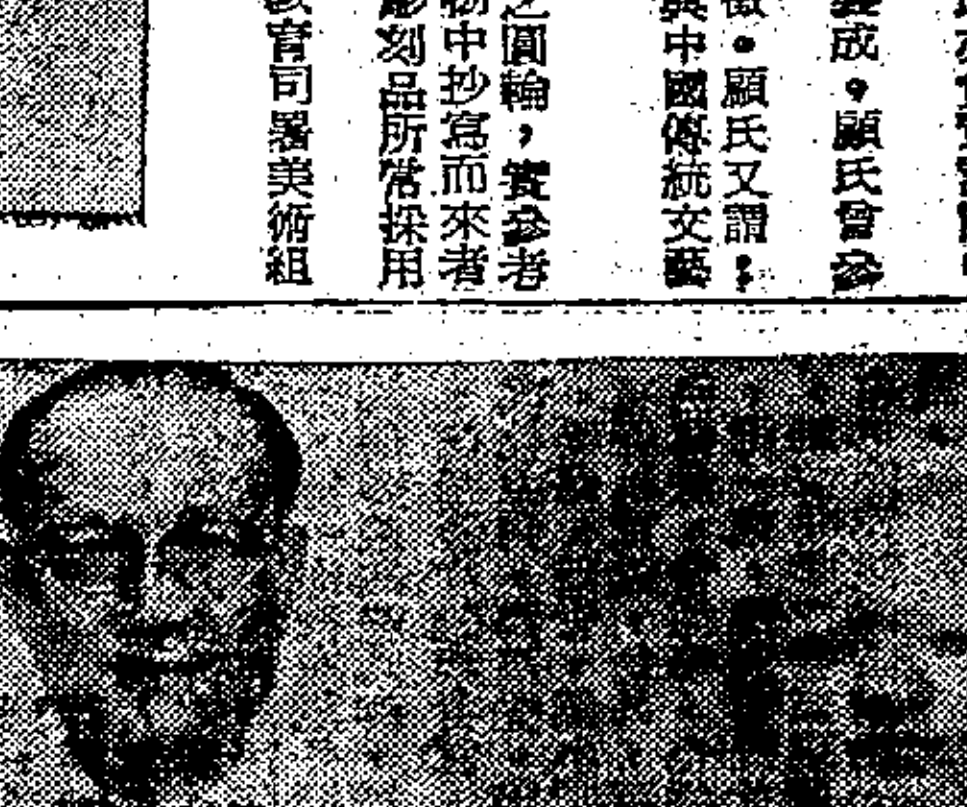 成。顧氏曾參
。顧氏又謂：
與中國傳統文藝
之圓輪，實參考
物中抄寫而來者
彫刻品所常採用
教育司署美術組